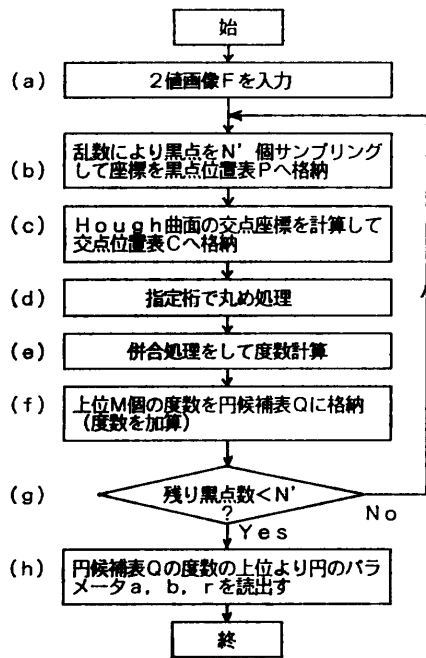 始
(a) 2値画像Fを入力
乱数により黒点をN'個サンプリング
(b) して座標を黒点位置表Pへ格納
Hough曲面の交点座標を計算して
(c) 交点位置表Cへ格納
(d) 指定桁で丸め処理
(e) 併合処理をして度数計算
(f) 上位M個の度数を円候補表Qに格納
(度数を加算)
(g) 残り黒点数<N'
?
No
Yes
(h) 円候補表Qの度数の上位より円のパラ
メータa, b, rを読出す
終